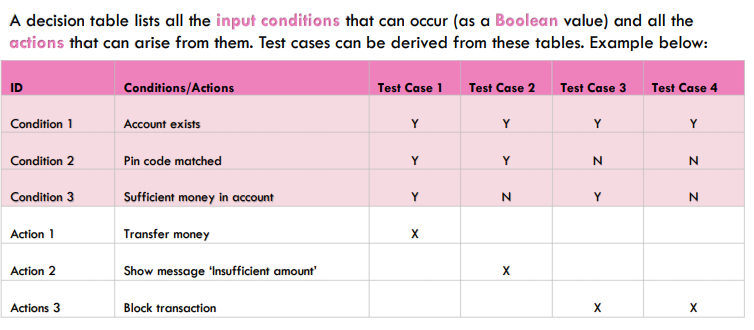 A decision table lists all the input conditions that can occur (as a Boolean value) and all the
actions that can arise from them. Test cases can be derived from these tables. Example below:
ID Conditions/Actions Test Case 1 Test Case 2 Test Case 3 Test Case 4
Condition 1 Account exists Y Y Y Y
Condition 2 Pin code matched Y Y N N
Condition 3 Sufficient money in account Y N Y N
Action 1 Transfer money X
Action 2 Show message ‘Insufficient amount’ X
Actions 3 Block transaction X X